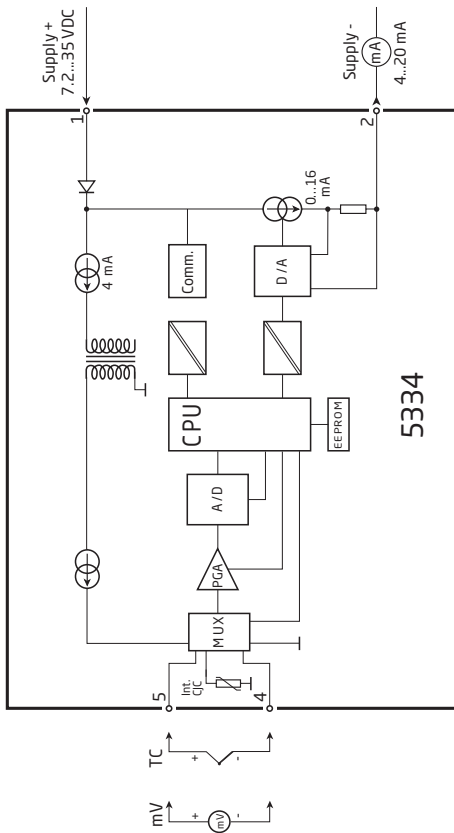 mV
+
mV
-
TC
+
-
5
4
Int.
CJC
MUX
PGA
A/D
CPU
EEPROM
4 mA
Comm.
D/A
0...16
mA
1
2
Supply +
7.2...35 VDC
Supply -
mA
4...20 mA
5334